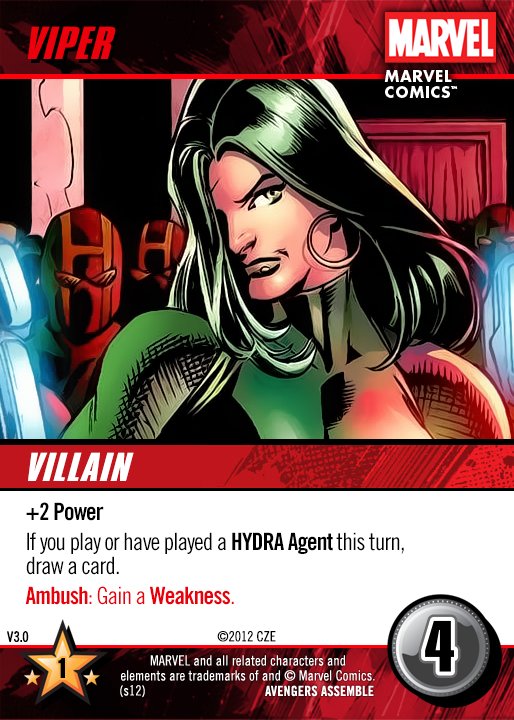 VIPER
MARVEL
MARVEL
COMICS™
VILLAIN
+2 Power
If you play or have played a HYDRA Agent this turn,
draw a card.
Ambush: Gain a Weakness.
V3.0
©2012 CZE
1
4
MARVEL and all related characters and
elements are trademarks of and © Marvel Comics.
(s12)
AVENGERS ASSEMBLE